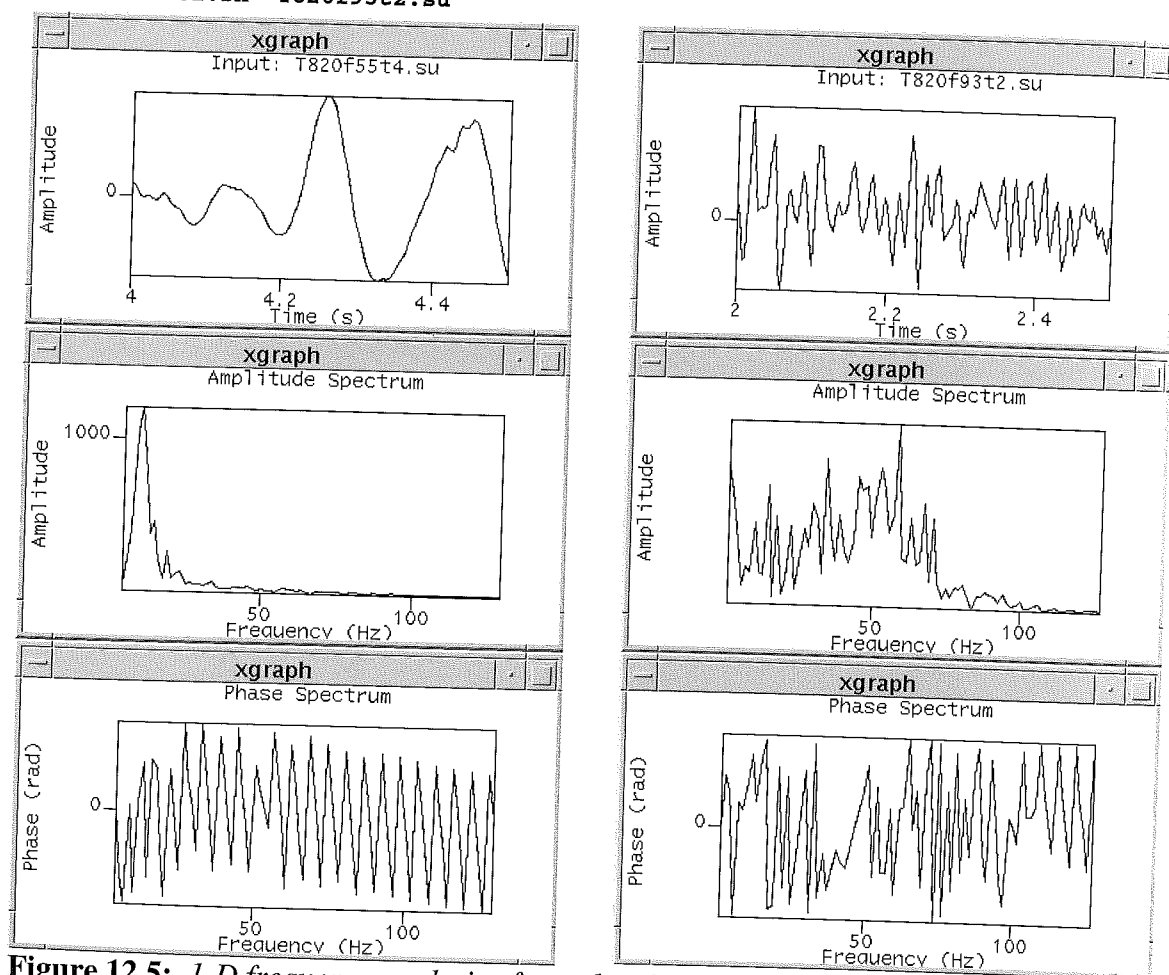 T820f93t2.su
xgraph
Input: T820f55t4.su
Amplitude
0
4
4.2
4.4
Time (s)
xgraph
Amplitude Spectrum
Amplitude
1000
50
100
Frequency (Hz)
xgraph
Phase Spectrum
Phase (rad)
0
50
100
Frequency (Hz)
xgraph
Input: T820f93t2.su
Amplitude
0
2
2.2
2.4
Time (s)
xgraph
Amplitude Spectrum
Amplitude
50
100
Frequency (Hz)
xgraph
Phase Spectrum
Phase (rad)
0
50
100
Frequency (Hz)
Figure 12.5: 1-D